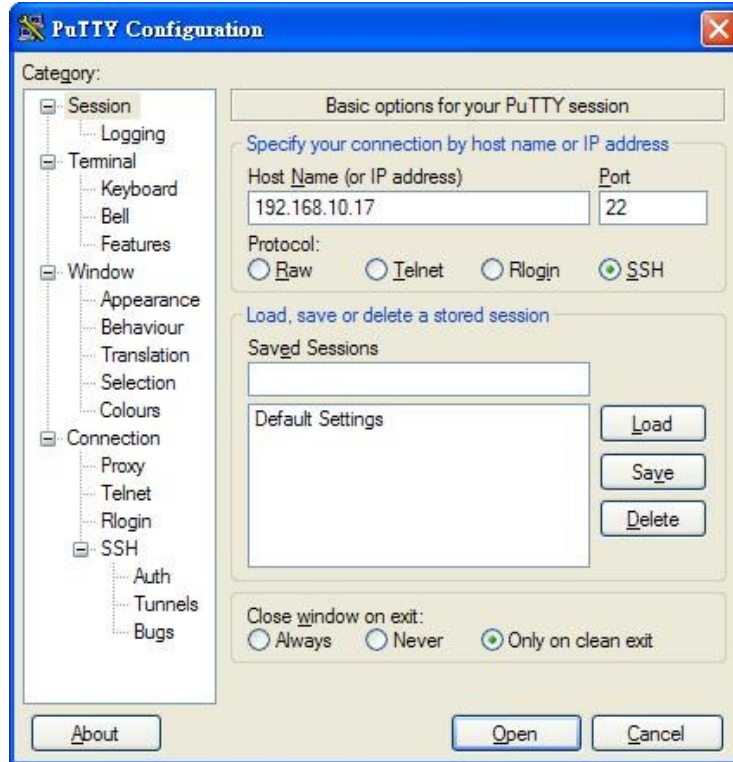 PuTTY Configuration
Category:
Session
Logging
Terminal
Keyboard
Bell
Features
Window
Appearance
Behaviour
Translation
Selection
Colours
Connection
Proxy
Telnet
Rlogin
SSH
Auth
Tunnels
Bugs
Basic options for your PuTTY session
Specify your connection by host name or IP address
Host Name (or IP address) Port
192.168.10.17 22
Protocol:
Raw Telnet Rlogin SSH
Load, save or delete a stored session
Saved Sessions
Default Settings
Load
Save
Delete
Close window on exit:
Always Never Only on clean exit
About Open Cancel